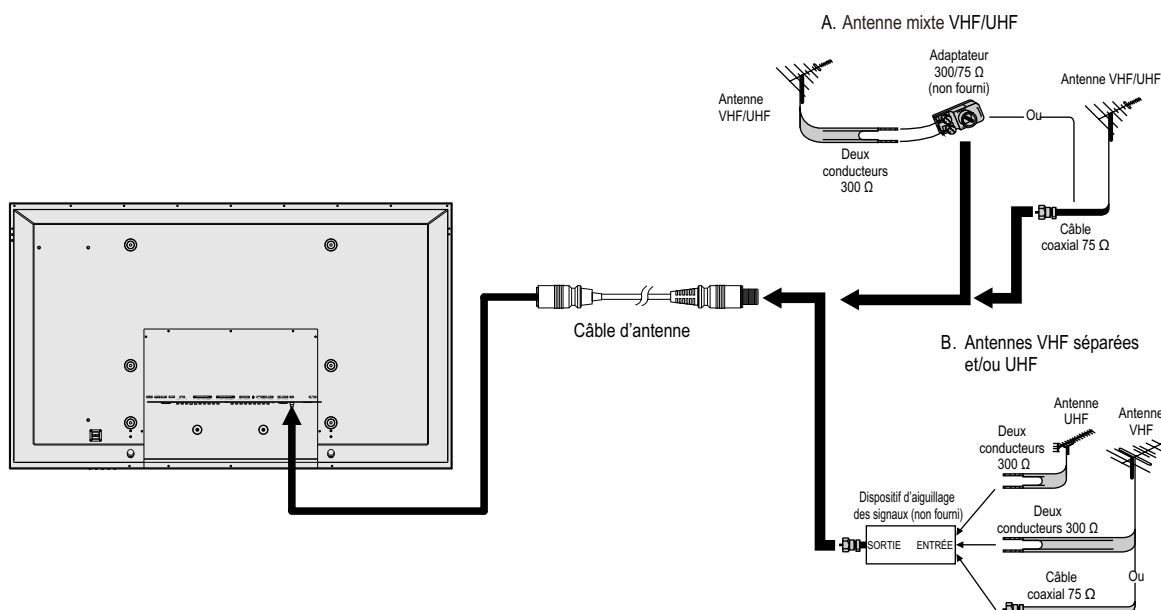 A. Antenne mixte VHF/UHF
Adaptateur
300/75 Ω
(non fourni)
Antenne VHF/UHF
Antenne
VHF/UHF
Ou
Deux
conducteurs
300 Ω
Câble
coaxial 75 Ω
Câble d'antenne
B. Antennes VHF séparées
et/ou UHF
Antenne
UHF
Antenne
VHF
Deux
conducteurs
300 Ω
Dispositif d'aiguillage
des signaux (non fourni)
Deux
conducteurs 300 Ω
SORTIE ENTRÉE
Câble
coaxial 75 Ω
Ou